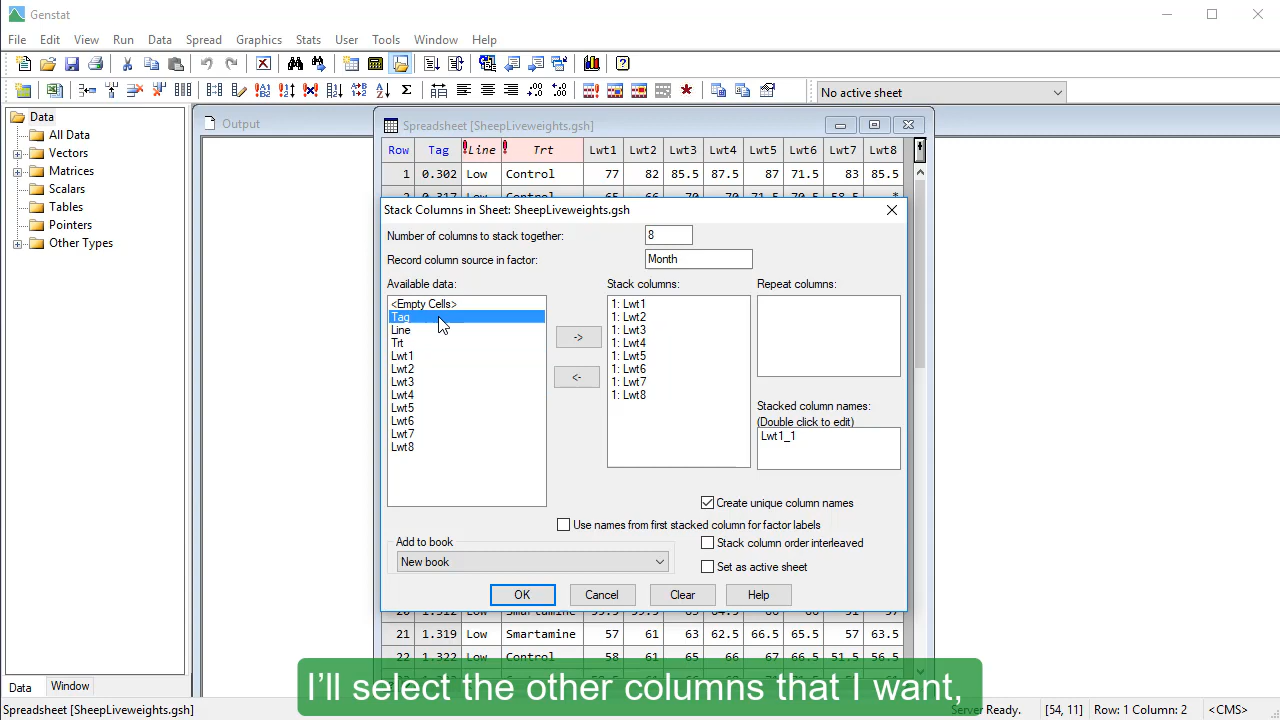 Genstat
File Edit View Run Data Spread Graphics Stats User Tools Window Help
No active sheet
Data
All Data
Vectors
Matrices
Scalars
Tables
Pointers
Other Types
Data Window
Output
Spreadsheet [SheepLiveweights.gsh]
Row Tag Line Trt Lwt1 Lwt2 Lwt3 Lwt4 Lwt5 Lwt6 Lwt7 Lwt8
1 0.302 Low Control 77 82 85.5 87.5 87 71.5 83 85.5
Stack Columns in Sheet: SheepLiveweights.gsh
Number of columns to stack together: 8
Record column source in factor: Month
Available data:
<Empty Cells>
Tag
Line
Trt
Lwt1
Lwt2
Lwt3
Lwt4
Lwt5
Lwt6
Lwt7
Lwt8
->
<-
Stack columns:
1: Lwt1
1: Lwt2
1: Lwt3
1: Lwt4
1: Lwt5
1: Lwt6
1: Lwt7
1: Lwt8
Repeat columns:
Stacked column names:
(Double click to edit)
Lwt1_1
Create unique column names
Use names from first stacked column for factor labels
Stack column order interleaved
Set as active sheet
Add to book
New book
OK Cancel Clear Help
21 1.319 Low Smartamine 57 61 63 62.5 66.5 65.5 57 63.5
22 1.322 Low Control 58 61 65 66 67 66.5 51.5 56.5
I'll select the other columns that I want,
Spreadsheet [SheepLiveweights.gsh] Server Ready. [54, 11] Row: 1 Column: 2 <CMS>